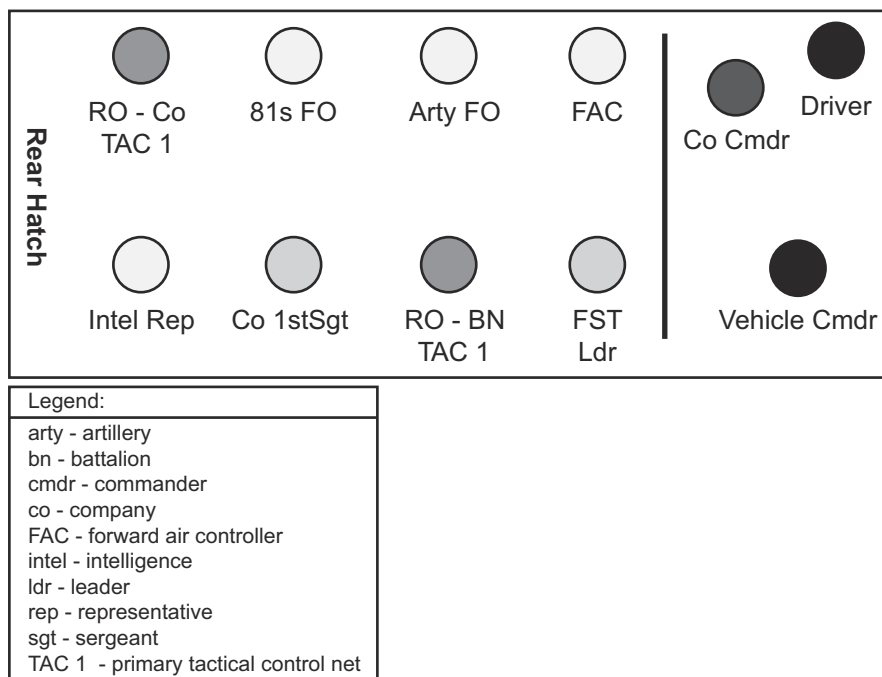 Rear Hatch
RO - Co
TAC 1
81s FO
Arty FO
FAC
Co Cmdr
Driver
Intel Rep
Co 1stSgt
RO - BN
TAC 1
FST
Ldr
Vehicle Cmdr
Legend:
arty - artillery
bn - battalion
cmdr - commander
co - company
FAC - forward air controller
intel - intelligence
ldr - leader
rep - representative
sgt - sergeant
TAC 1 - primary tactical control net